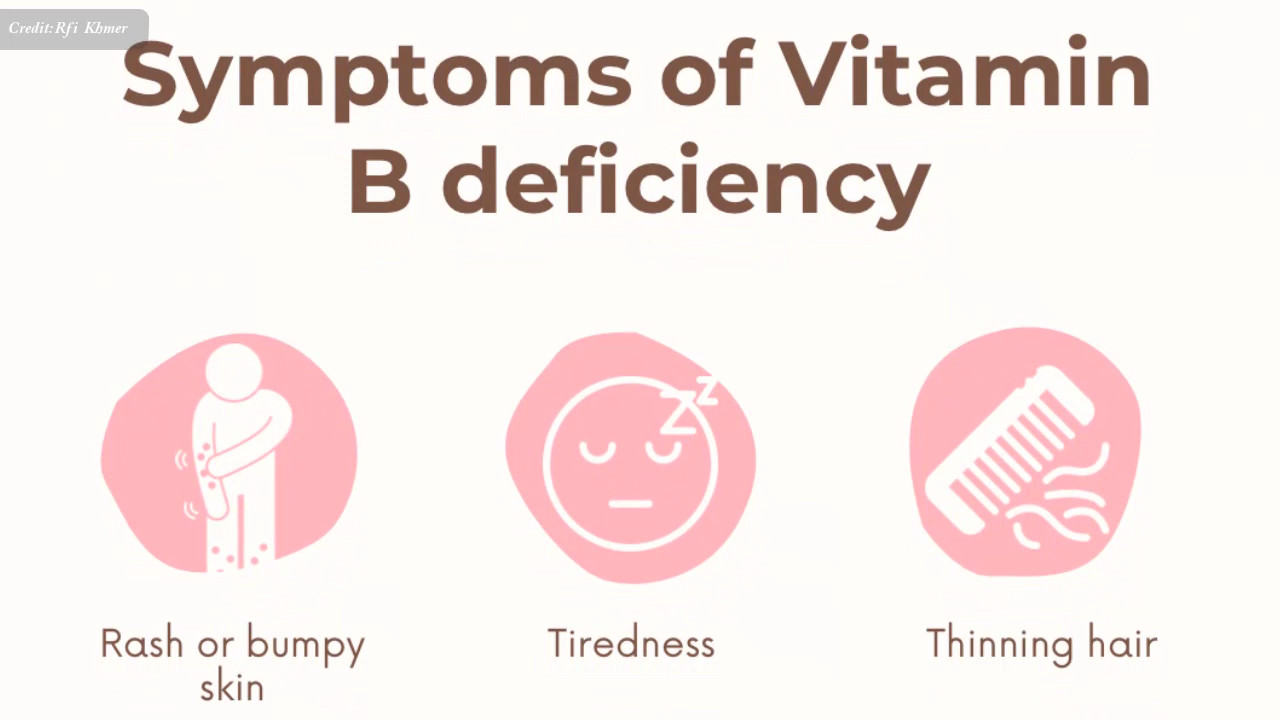 Credit: Rfi Khmer
Symptoms of Vitamin
B deficiency
Rash or bumpy
skin
Tiredness
Thinning hair